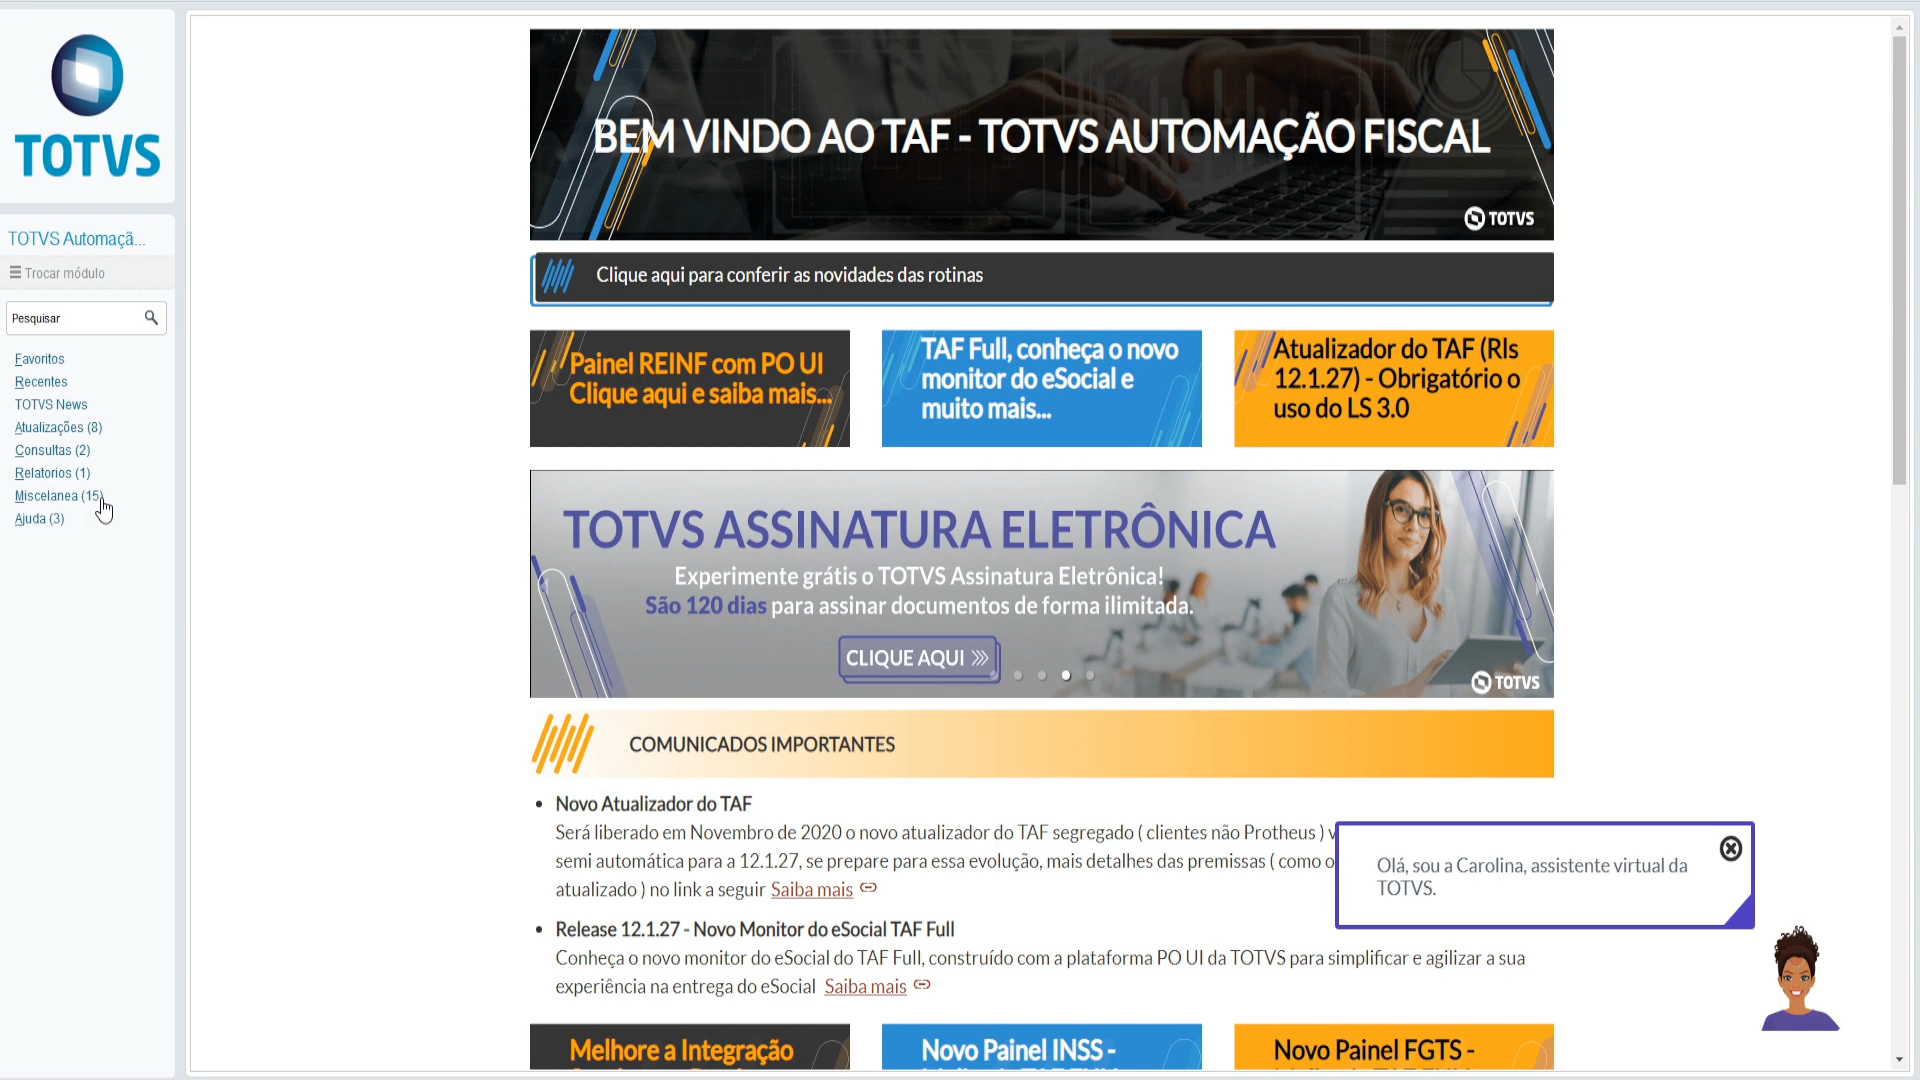 TOTVS
TOTVS Automaçã...
Trocar módulo
Pesquisar
Favoritos
Recentes
TOTVS News
Atualizações (8)
Consultas (2)
Relatorios (1)
Miscelanea (15)
Ajuda (3)
BEM VINDO AO TAF - TOTVS AUTOMAÇÃO FISCAL
TOTVS
Clique aqui para conferir as novidades das rotinas
Painel REINF com PO UI
Clique aqui e saiba mais...
TAF Full, conheça o novo
monitor do eSocial e
muito mais...
Atualizador do TAF (RIs
12.1.27) - Obrigatório o
uso do LS 3.0
TOTVS ASSINATURA ELETRÔNICA
Experimente grátis o TOTVS Assinatura Eletrônica!
São 120 dias para assinar documentos de forma ilimitada.
CLIQUE AQUI
TOTVS
COMUNICADOS IMPORTANTES
Novo Atualizador do TAF
Será liberado em Novembro de 2020 o novo atualizador do TAF segregado ( clientes não Protheus )
semi automática para a 12.1.27, se prepare para essa evolução, mais detalhes das premissas ( como o
atualizado ) no link a seguir Saiba mais
Release 12.1.27 - Novo Monitor do eSocial TAF Full
Conheça o novo monitor do eSocial do TAF Full, construído com a plataforma PO UI da TOTVS para simplificar e agilizar a sua
experiência na entrega do eSocial Saiba mais
Olá, sou a Carolina, assistente virtual da
TOTVS.
Melhore a Integração
Novo Painel INSS -
Novo Painel FGTS -